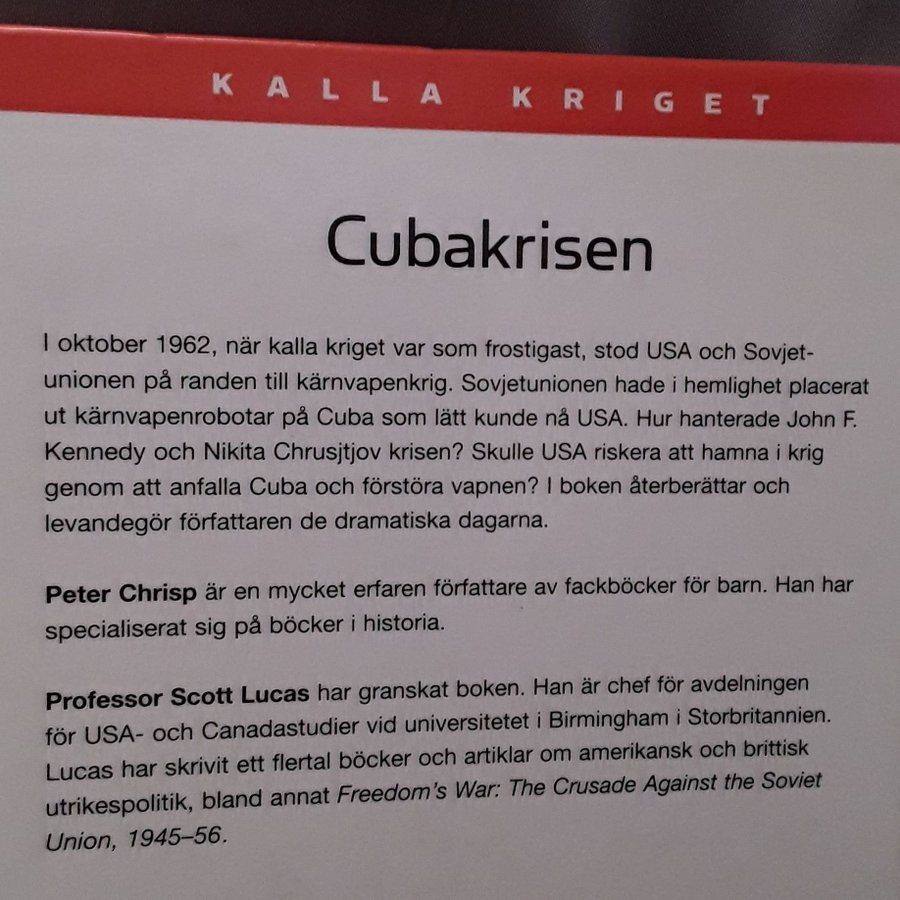 KALLA KRIGET
Cubakrisen
I oktober 1962, när kalla kriget var som frostigast, stod USA och Sovjet-
unionen på randen till kärnvapenkrig. Sovjetunionen hade i hemlighet placerat
ut kärnvapenrobotar på Cuba som lätt kunde nå USA. Hur hanterade John F.
Kennedy och Nikita Chrusjtjov krisen? Skulle USA riskera att hamna i krig
genom att anfalla Cuba och förstöra vapnen? I boken återberättar och
levandegör författaren de dramatiska dagarna.
Peter Chrisp är en mycket erfaren författare av fackböcker för barn. Han har
specialiserat sig på böcker i historia.
Professor Scott Lucas har granskat boken. Han är chef för avdelningen
för USA- och Canadastudier vid universitetet i Birmingham i Storbritannien.
Lucas har skrivit ett flertal böcker och artiklar om amerikansk och brittisk
utrikespolitik, bland annat Freedom's War: The Crusade Against the Soviet
Union, 1945–56.